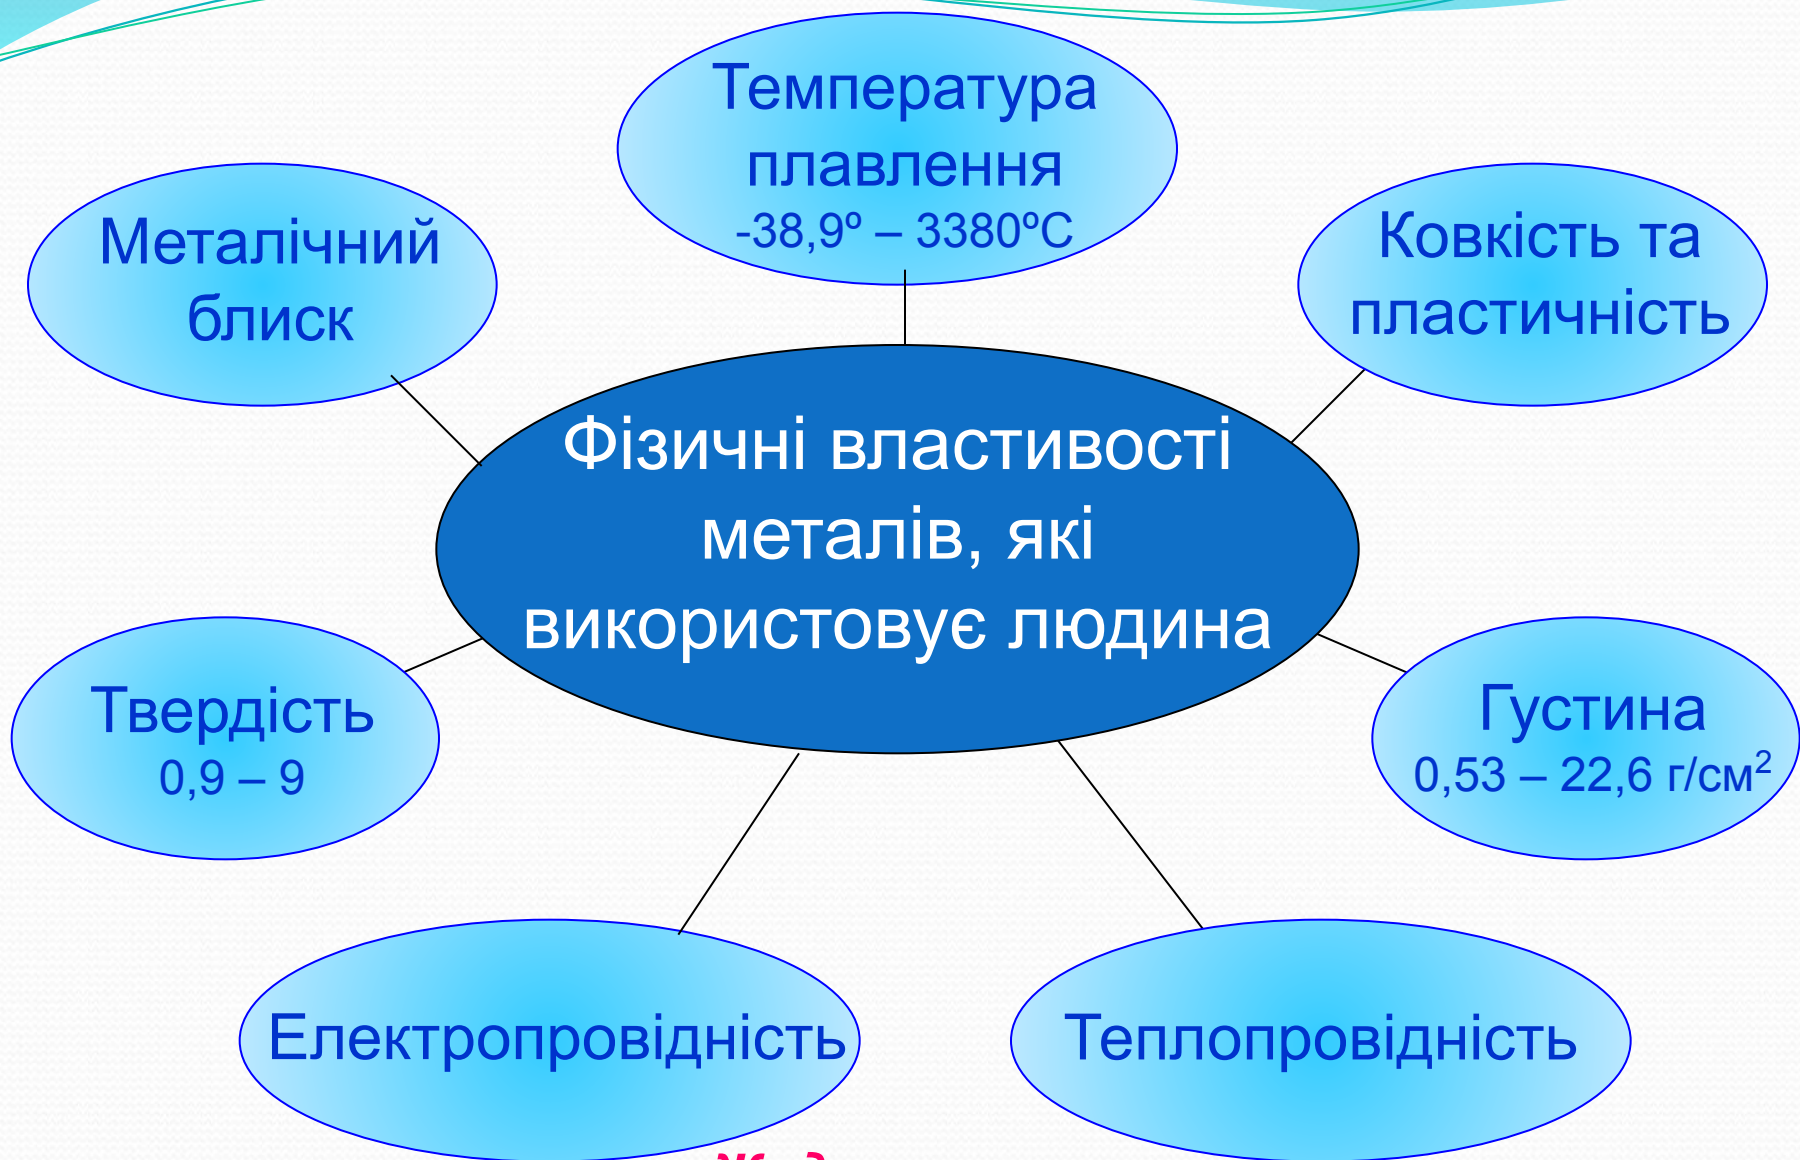 Температура
плавлення
-38,9º – 3380ºС
Металічний
блиск
Ковкість та
пластичність
Фізичні властивості
металів, які
використовує людина
Твердість
0,9 – 9
Густина
0,53 – 22,6 г/см²
Електропровідність
Теплопровідність